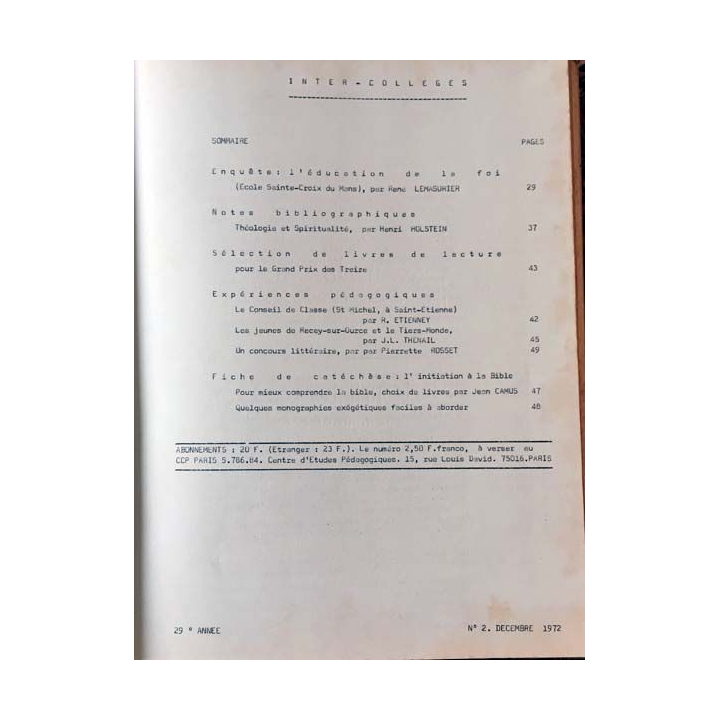 INTER-COLLEGES
SOMMAIRE PAGES
Enquête: l'éducation de la foi
(Ecole Sainte-Croix du Mans), par René LEMASURIER 29
Notes bibliographiques
Théologie et Spiritualité, par Henri HOLSTEIN 37
Sélection de livres de lecture
pour le Grand Prix des Treize 43
Expériences pédagogiques
Le Conseil de Classe (St Michel, à Saint-Etienne)
par R. ETIENNEY 42
Les jeunes de Recey-sur-Ource et le Tiers-Monde,
par J.L. THENAIL 45
Un concours littéraire, par par Pierrette ROSSET 49
Fiche de catéchèse: l'initiation à la Bible
Pour mieux comprendre la bible, choix de livres par Jean CAMUS 47
Quelques monographies exégétiques faciles à aborder 48
ABONNEMENTS : 20 F. (Etranger : 23 F.). Le numéro 2,50 F.franco, à verser au
CCP PARIS 5.786.84. Centre d'Etudes Pédagogiques. 15, rue Louis David. 75016.PARIS
29 ° ANNEE N° 2. DECEMBRE 1972